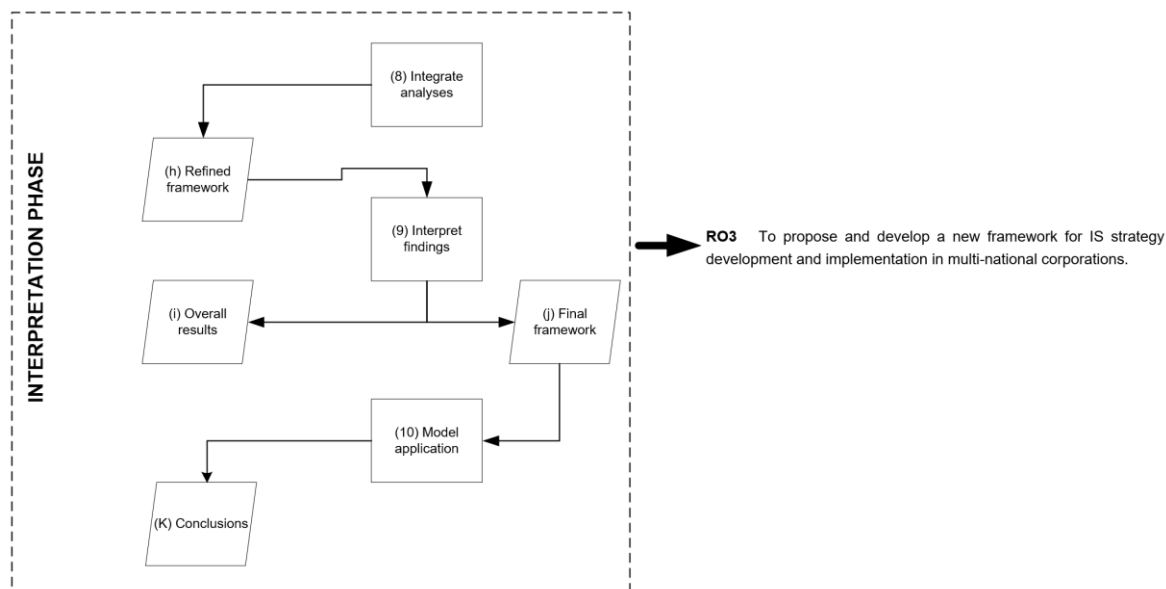 INTERPRETATION PHASE
(8) Integrate
analyses
(h) Refined
framework
(9) Interpret
findings
(i) Overall
results
(j) Final
framework
(10) Model
application
(K) Conclusions
RO3 To propose and develop a new framework for IS strategy
development and implementation in multi-national corporations.